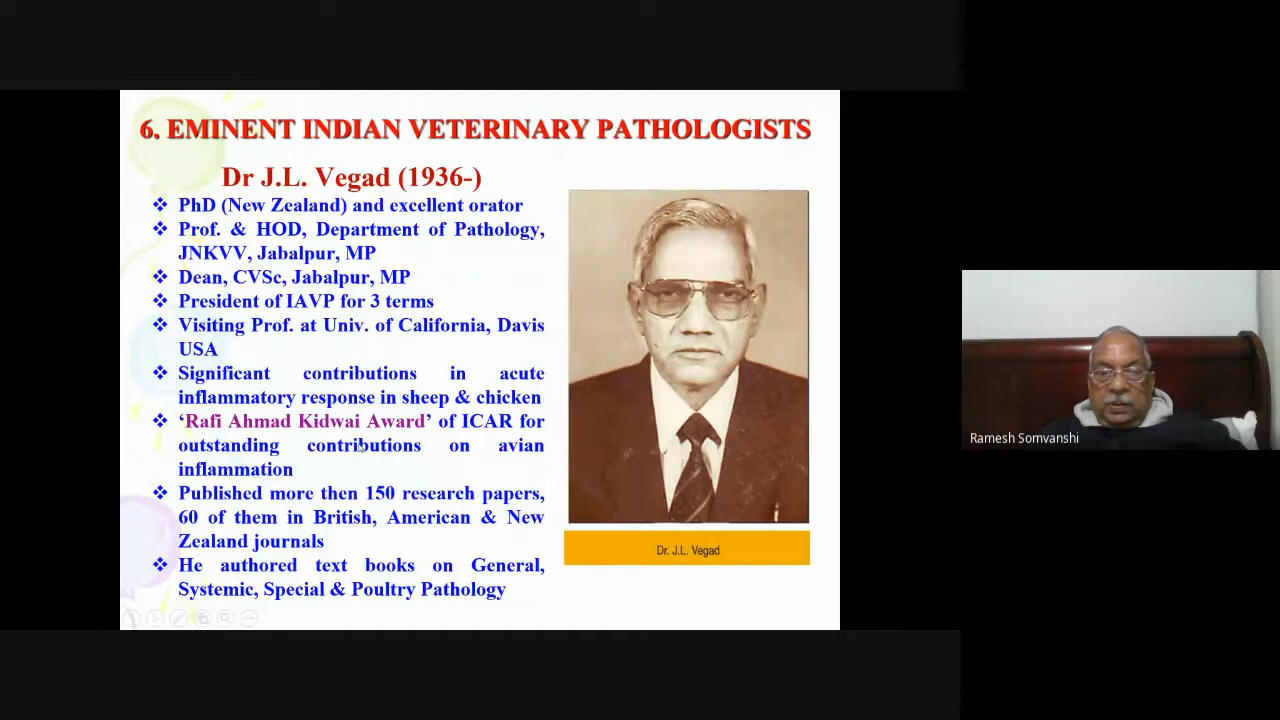 6. EMINENT INDIAN VETERINARY PATHOLOGISTS
Dr J.L. Vegad (1936-)
❖ PhD (New Zealand) and excellent orator
❖ Prof. & HOD, Department of Pathology,
JNKVV, Jabalpur, MP
❖ Dean, CVSc, Jabalpur, MP
❖ President of IAVP for 3 terms
❖ Visiting Prof. at Univ. of California, Davis
USA
❖ Significant contributions in acute
inflammatory response in sheep & chicken
❖ ‘Rafi Ahmad Kidwai Award’ of ICAR for
outstanding contributions on avian
inflammation
❖ Published more then 150 research papers,
60 of them in British, American & New
Zealand journals
❖ He authored text books on General,
Systemic, Special & Poultry Pathology
Dr. J.L. Vegad
Ramesh Somvanshi